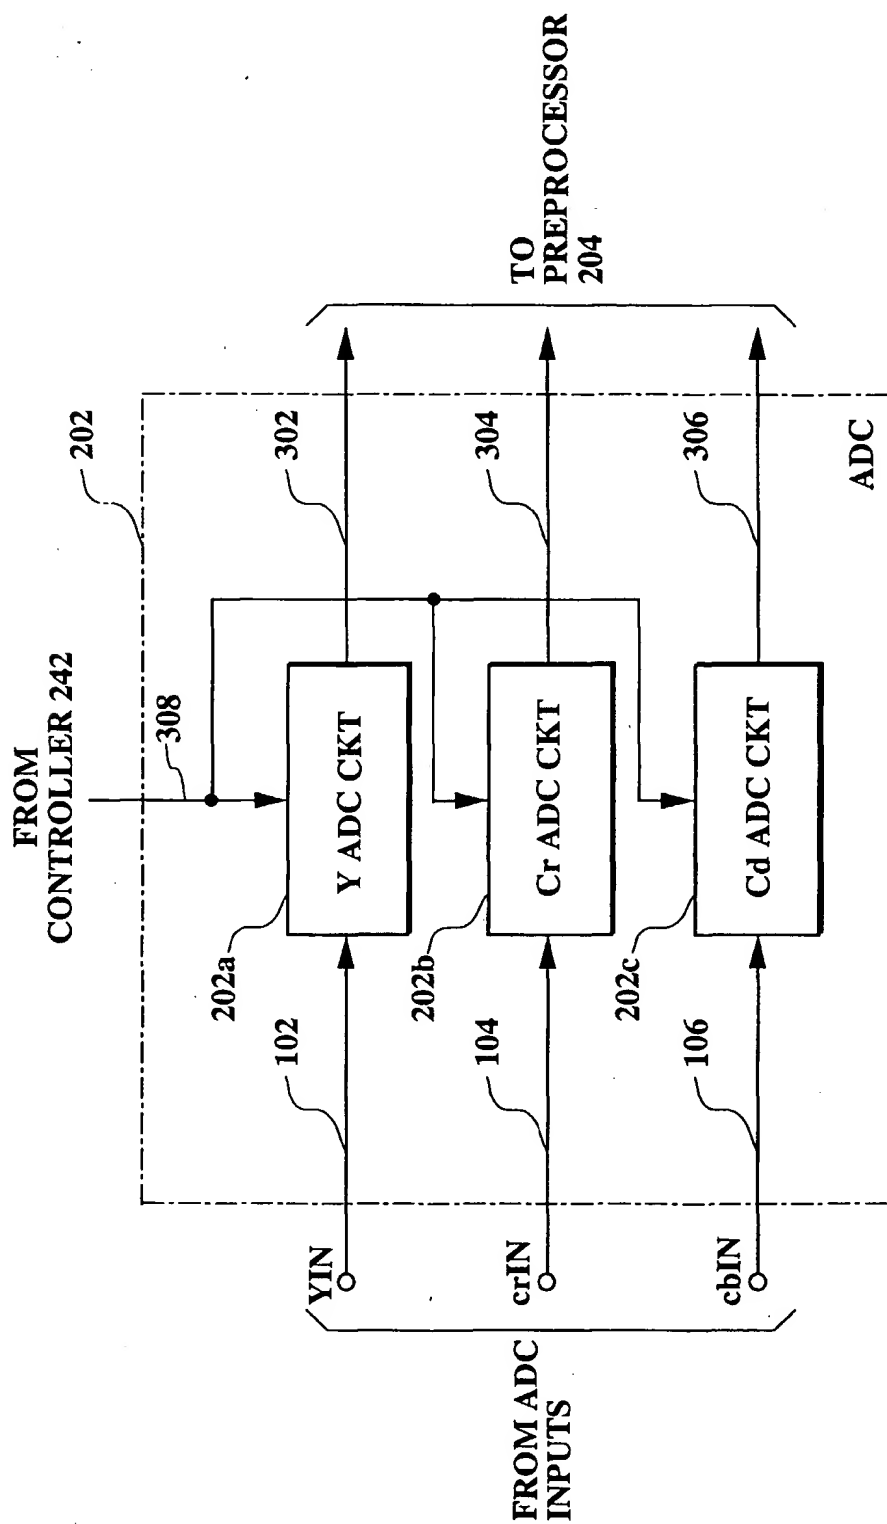 FROM
CONTROLLER 242
308
202
YIN
102
202a
Y ADC CKT
302
crIN
104
202b
Cr ADC CKT
304
cbIN
106
202c
Cd ADC CKT
306
FROM ADC
INPUTS
TO
PREPROCESSOR
204
ADC